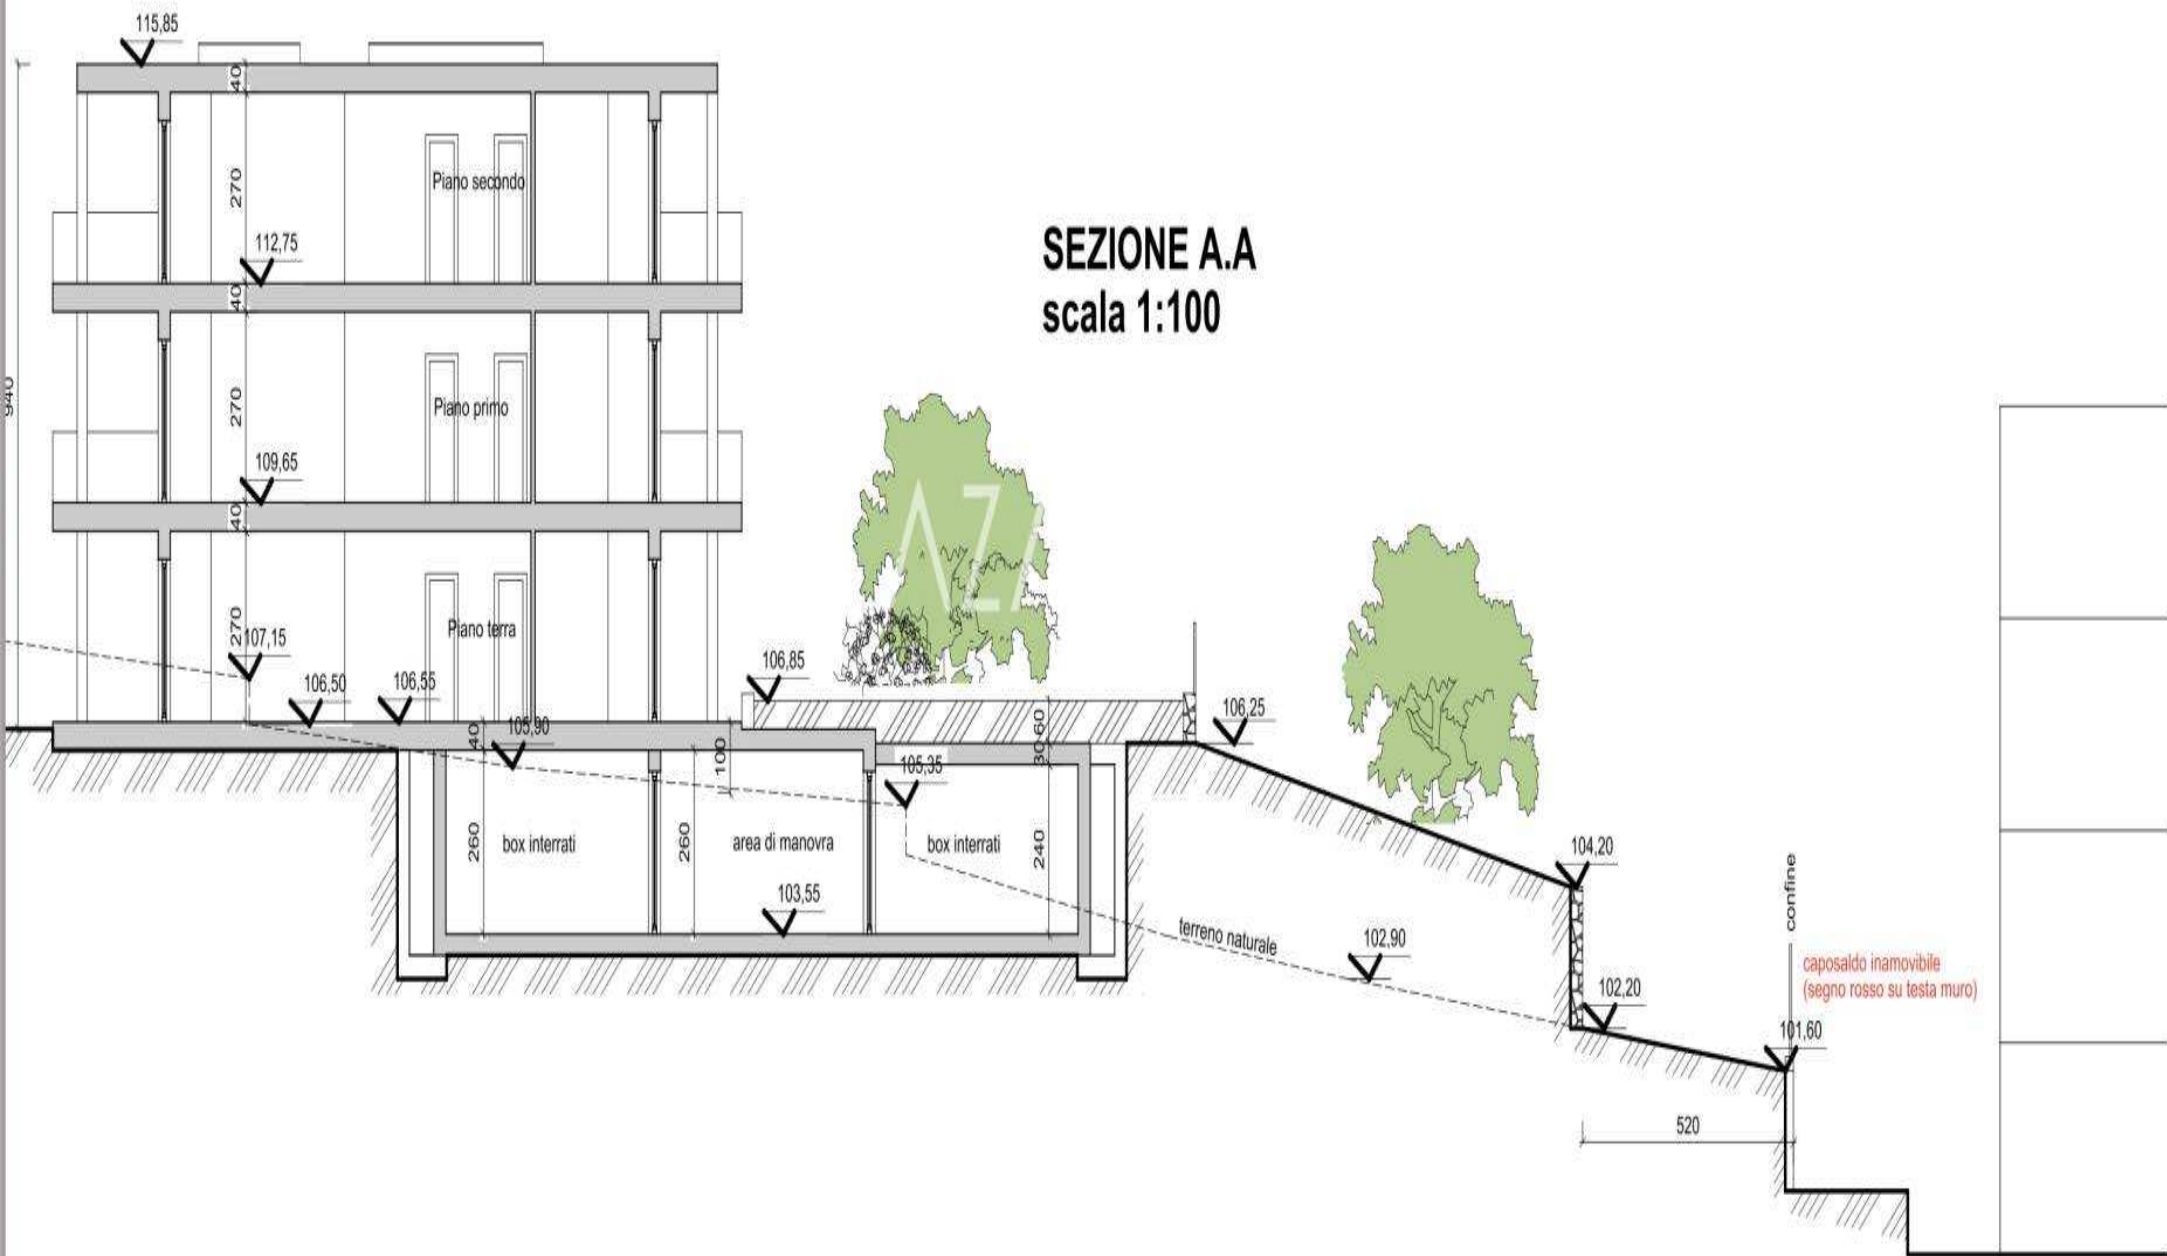 115,85
40
270
Piano secondo
112,75
40
SEZIONE A.A
scala 1:100
940
270
Piano primo
109,65
40
AZ
270
107,15
Piano terra
106,50
106,55
106,85
105,90
40
100
30
60
106,25
105,35
260
box interrati
260
area di manovra
box interrati
240
103,55
104,20
confine
terreno naturale
102,90
caposaldo inamovibile
(segno rosso su testa muro)
102,20
101,60
520